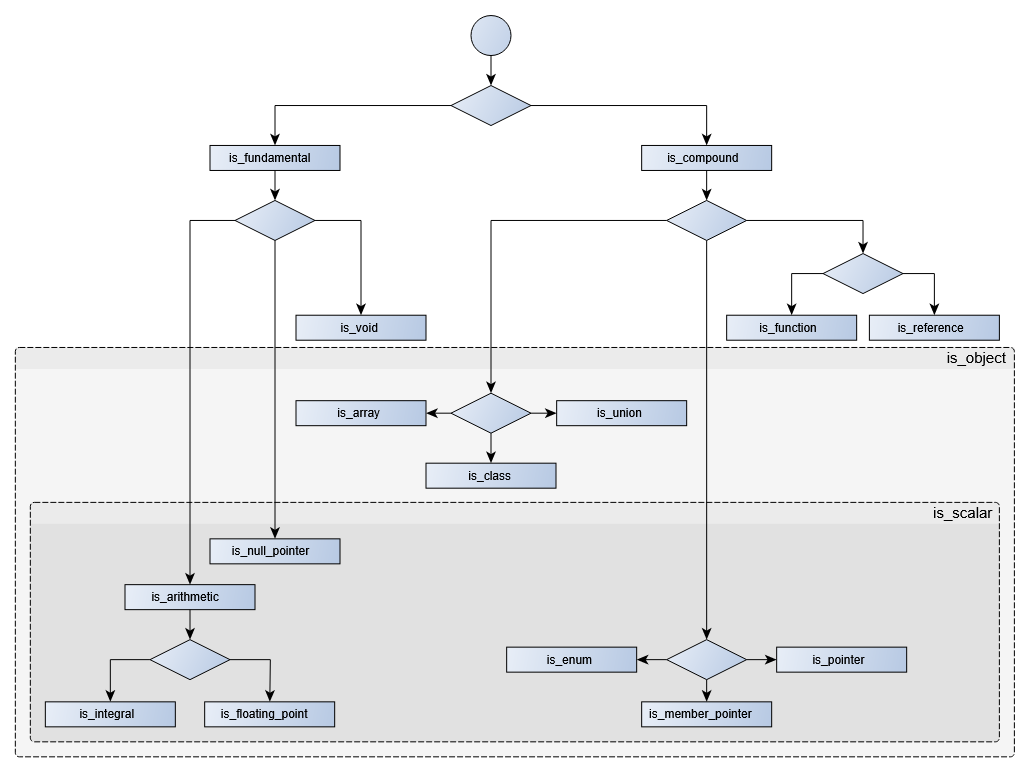 is_fundamental
is_compound
is_void
is_function
is_reference
is_object
is_array
is_union
is_class
is_scalar
is_null_pointer
is_arithmetic
is_enum
is_pointer
is_integral
is_floating_point
is_member_pointer